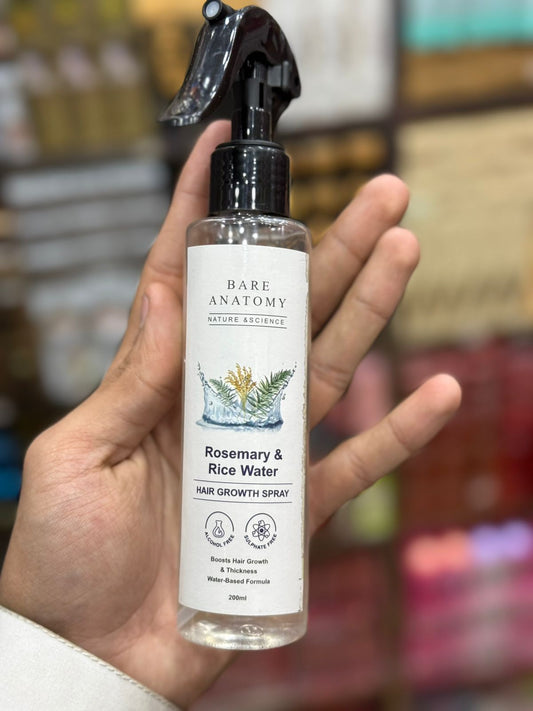 BARE
ANATOMY
NATURE &SCIENCE
Rosemary &
Rice Water
HAIR GROWTH SPRAY
ALCOHOL FREE
SULPHATE FREE
Boosts Hair Growth
& Thickness
Water-Based Formula
200ml